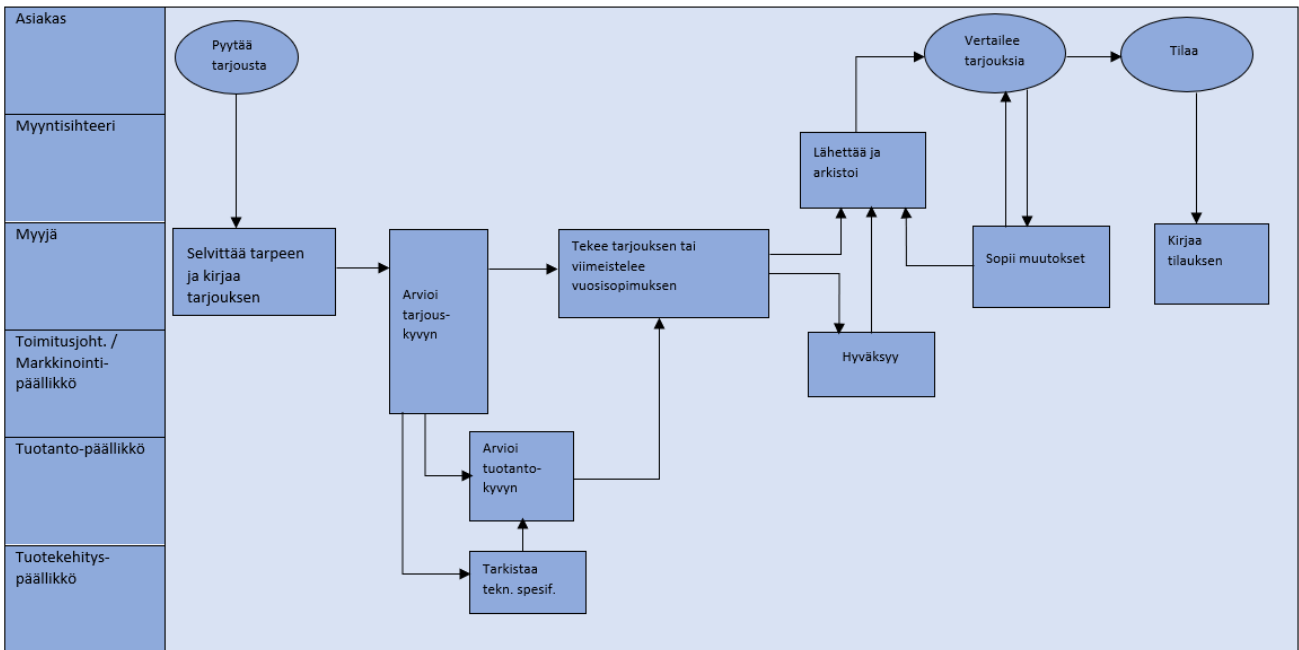 Asiakas
Pyytää
tarjousta
Vertailee
tarjouksia
Tilaa
Myyntisihteeri
Lähettää ja
arkistoi
Myyjä
Selvittää tarpeen
ja kirjaa
tarjouksen
Arvioi
tarjous-
kyvyn
Tekee tarjouksen tai
viimeistelee
vuosisopimuksen
Sopii muutokset
Kirjaa
tilauksen
Toimitusjoht. /
Markkinointi-
päällikkö
Hyväksyy
Tuotanto-päällikkö
Arvioi
tuotanto-
kyvyn
Tuotekehitys-
päällikkö
Tarkistaa
tekn. spesif.